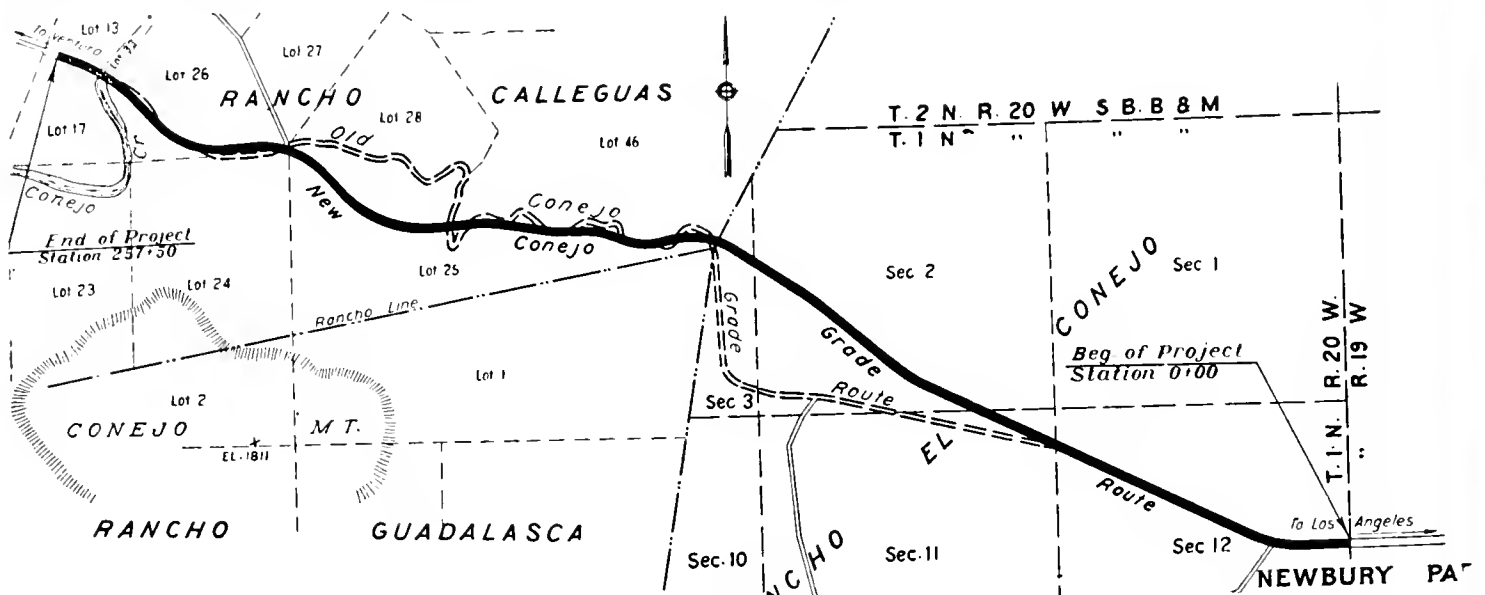 Lot 13
To Ventura
Lot 27
Lot 26
RANCHO
CALLEGUAS
Lot 28
Lot 17
Old
Lot 46
T. 2 N. R. 20 W S B. B & M
T. 1 N " " " "
Cr.
Conejo
New
Conejo
Conejo
End of Project
Station 257+50
Lot 25
Lot 23
Lot 24
Rancho Line
Grade
Sec 2
CONEJO
Sec 1
Grade
R. 20 W.
R. 19 W
Beg of Project
Station 0+00
Lot 1
Lot 2
Sec 3
Route
CONEJO MT.
EL. 1811
EL
T. 1 N. "
Route
RANCHO GUADALASCA
To Los Angeles
Sec. 10
NCHO
Sec. 11
Sec 12
NEWBURY PA